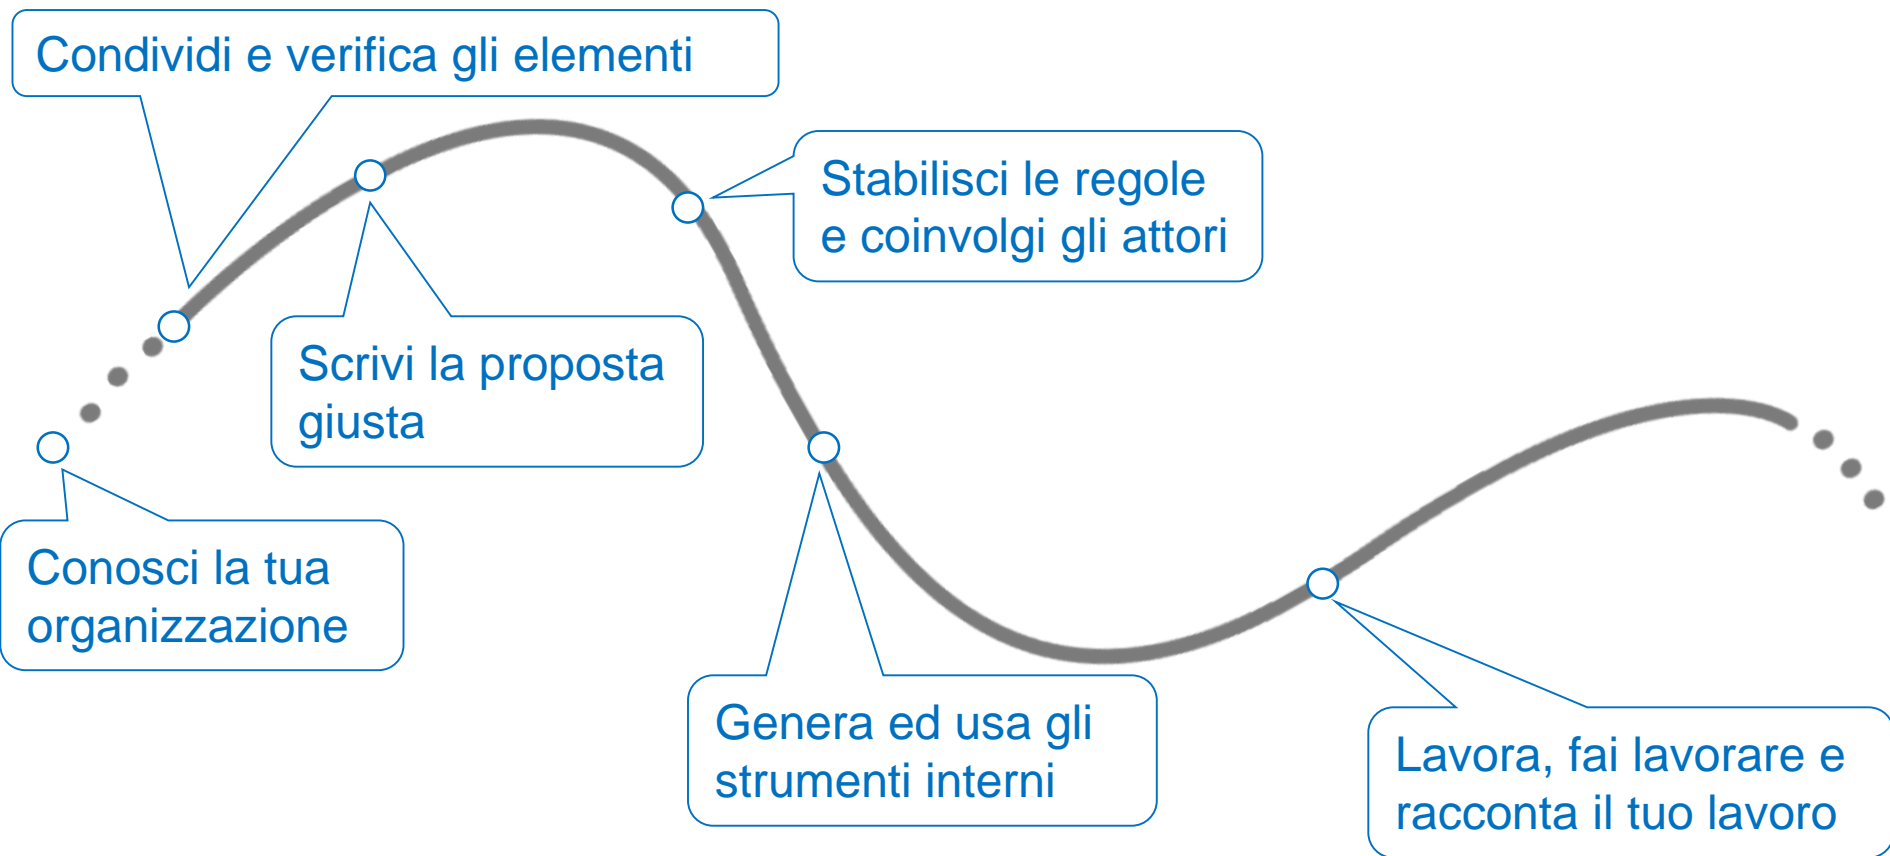 Condividi e verifica gli elementi
Stabilisci le regole
e coinvolgi gli attori
Scrivi la proposta
giusta
Conosci la tua
organizzazione
Genera ed usa gli
strumenti interni
Lavora, fai lavorare e
racconta il tuo lavoro